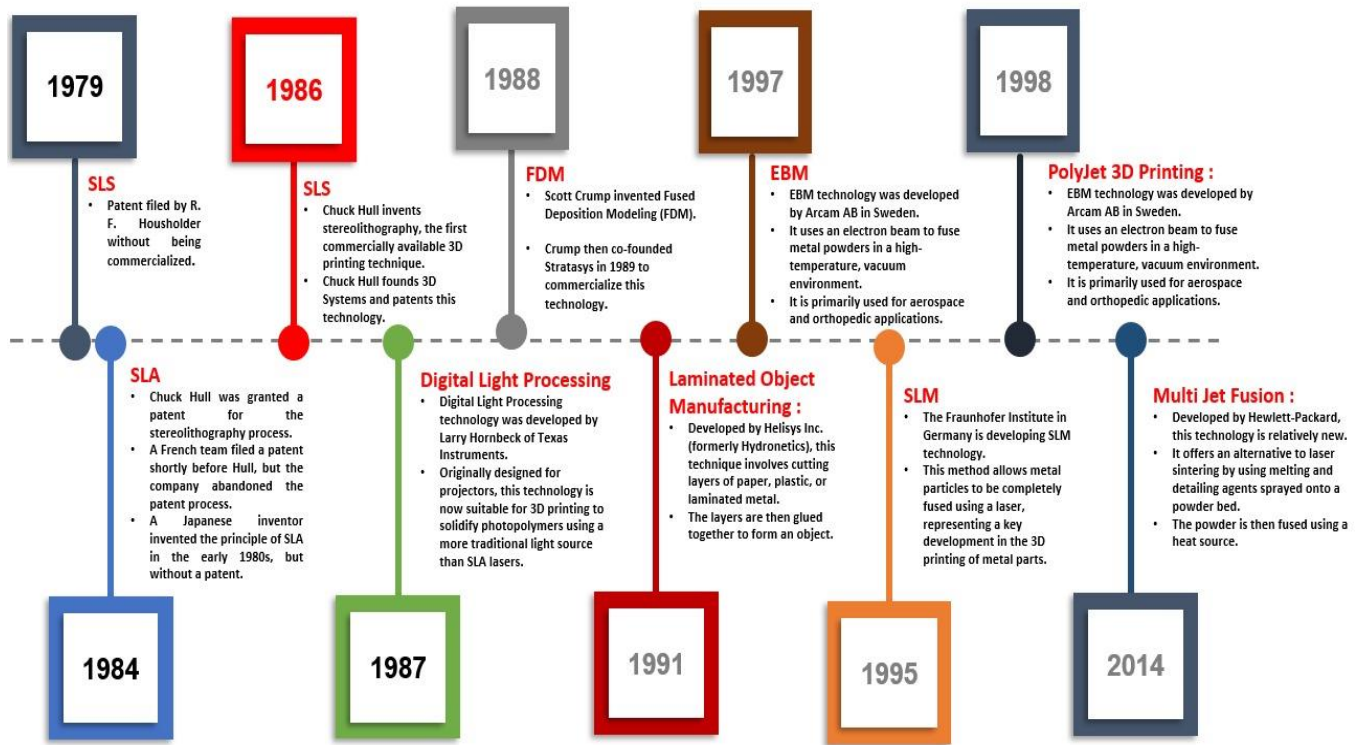 1979
SLS
• Patent filed by R.
F. Housholder
without being
commercialized.
1984
SLA
• Chuck Hull was granted a
patent for the
stereolithography process.
• A French team filed a patent
shortly before Hull, but the
company abandoned the
patent process.
• A Japanese inventor
invented the principle of SLA
in the early 1980s, but
without a patent.
1986
SLS
• Chuck Hull invents
stereolithography, the first
commercially available 3D
printing technique.
• Chuck Hull founds 3D
Systems and patents this
technology.
1987
Digital Light Processing
• Digital Light Processing
technology was developed by
Larry Hornbeck of Texas
Instruments.
• Originally designed for
projectors, this technology is
now suitable for 3D printing to
solidify photopolymers using a
more traditional light source
than SLA lasers.
1988
FDM
• Scott Crump invented Fused
Deposition Modeling (FDM).
• Crump then co-founded
Stratasys in 1989 to
commercialize this
technology.
1991
Laminated Object
Manufacturing :
• Developed by Helisys Inc.
(formerly Hydronetics), this
technique involves cutting
layers of paper, plastic, or
laminated metal.
• The layers are then glued
together to form an object.
1997
EBM
• EBM technology was developed
by Arcam AB in Sweden.
• It uses an electron beam to fuse
metal powders in a high-
temperature, vacuum
environment.
• It is primarily used for aerospace
and orthopedic applications.
1995
SLM
• The Fraunhofer Institute in
Germany is developing SLM
technology.
• This method allows metal
particles to be completely
fused using a laser,
representing a key
development in the 3D
printing of metal parts.
1998
PolyJet 3D Printing :
• EBM technology was developed by
Arcam AB in Sweden.
• It uses an electron beam to fuse
metal powders in a high-
temperature, vacuum environment.
• It is primarily used for aerospace
and orthopedic applications.
2014
Multi Jet Fusion :
• Developed by Hewlett-Packard,
this technology is relatively new.
• It offers an alternative to laser
sintering by using melting and
detailing agents sprayed onto a
powder bed.
• The powder is then fused using a
heat source.